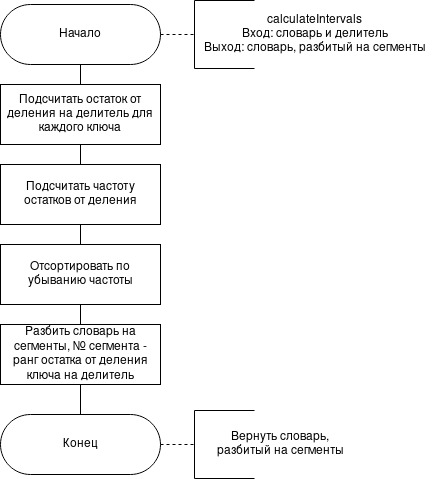 Начало
calculateIntervals
Вход: словарь и делитель
Выход: словарь, разбитый на сегменты
Подсчитать остаток от
деления на делитель для
каждого ключа
Подсчитать частоту
остатков от деления
Отсортировать по
убыванию частоты
Разбить словарь на
сегменты, № сегмента -
ранг остатка от деления
ключа на делитель
Конец
Вернуть словарь,
разбитый на сегменты